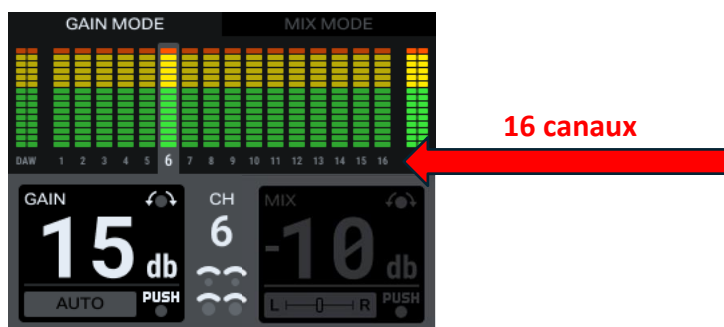 GAIN MODE MIX MODE
16 canaux
DAW 1 2 3 4 5 6 7 8 9 10 11 12 13 14 15 16
GAIN CH MIX
15 db 6 -10 db
AUTO PUSH L R PUSH